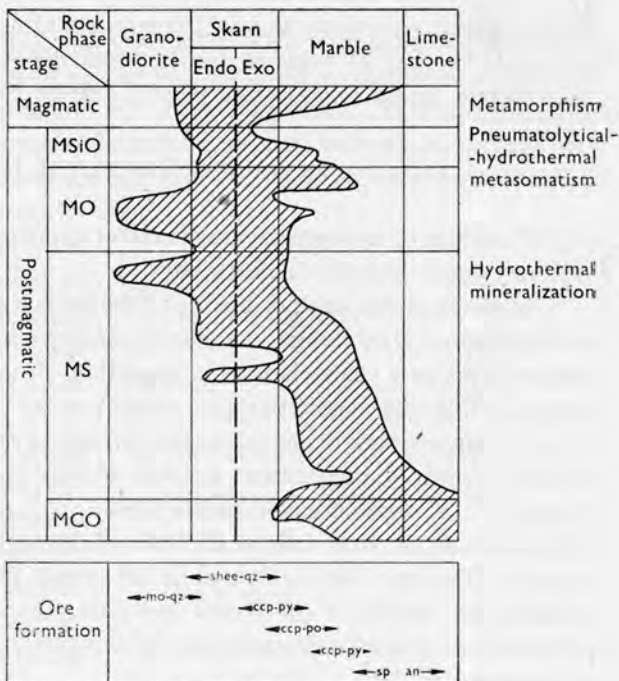 Rock phase
stage
Grano-
diorite
Skarn
Endo Exo
Marble
Lime-
stone
Magmatic
Metamorphism
MSiO
Pneumatolytical-
-hydrothermal
metasomatism
MO
Hydrothermal
mineralization
Postmagmatic
MS
MCO
Ore
formation
shee-qz
mo-qz
ccp-py
ccp-po
ccp-py
sp an